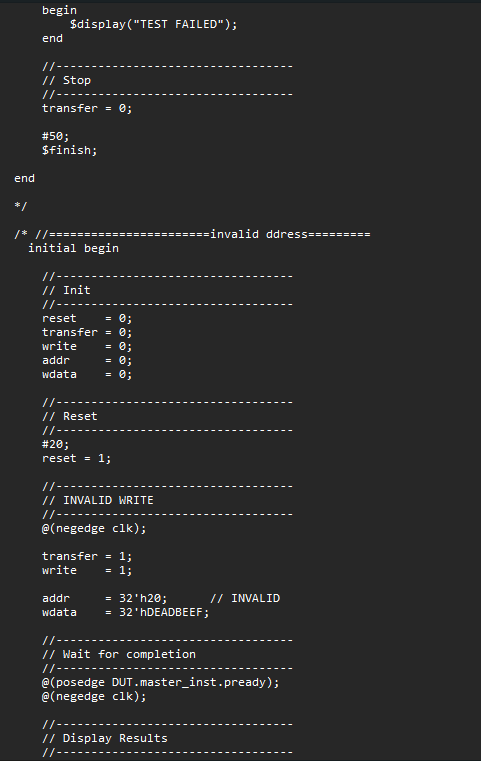 begin
$display("TEST FAILED");
end
//----------------------------------
// Stop
//----------------------------------
transfer = 0;
#50;
$finish;
end
*/
/* //=======================invalid ddress=========
initial begin
//----------------------------------
// Init
//----------------------------------
reset    = 0;
transfer = 0;
write    = 0;
addr     = 0;
wdata    = 0;
//----------------------------------
// Reset
//----------------------------------
#20;
reset = 1;
//----------------------------------
// INVALID WRITE
//----------------------------------
@(negedge clk);
transfer = 1;
write    = 1;
addr     = 32'h20;      // INVALID
wdata    = 32'hDEADBEEF;
//----------------------------------
// Wait for completion
//----------------------------------
@(posedge DUT.master_inst.pready);
@(negedge clk);
//----------------------------------
// Display Results
//----------------------------------